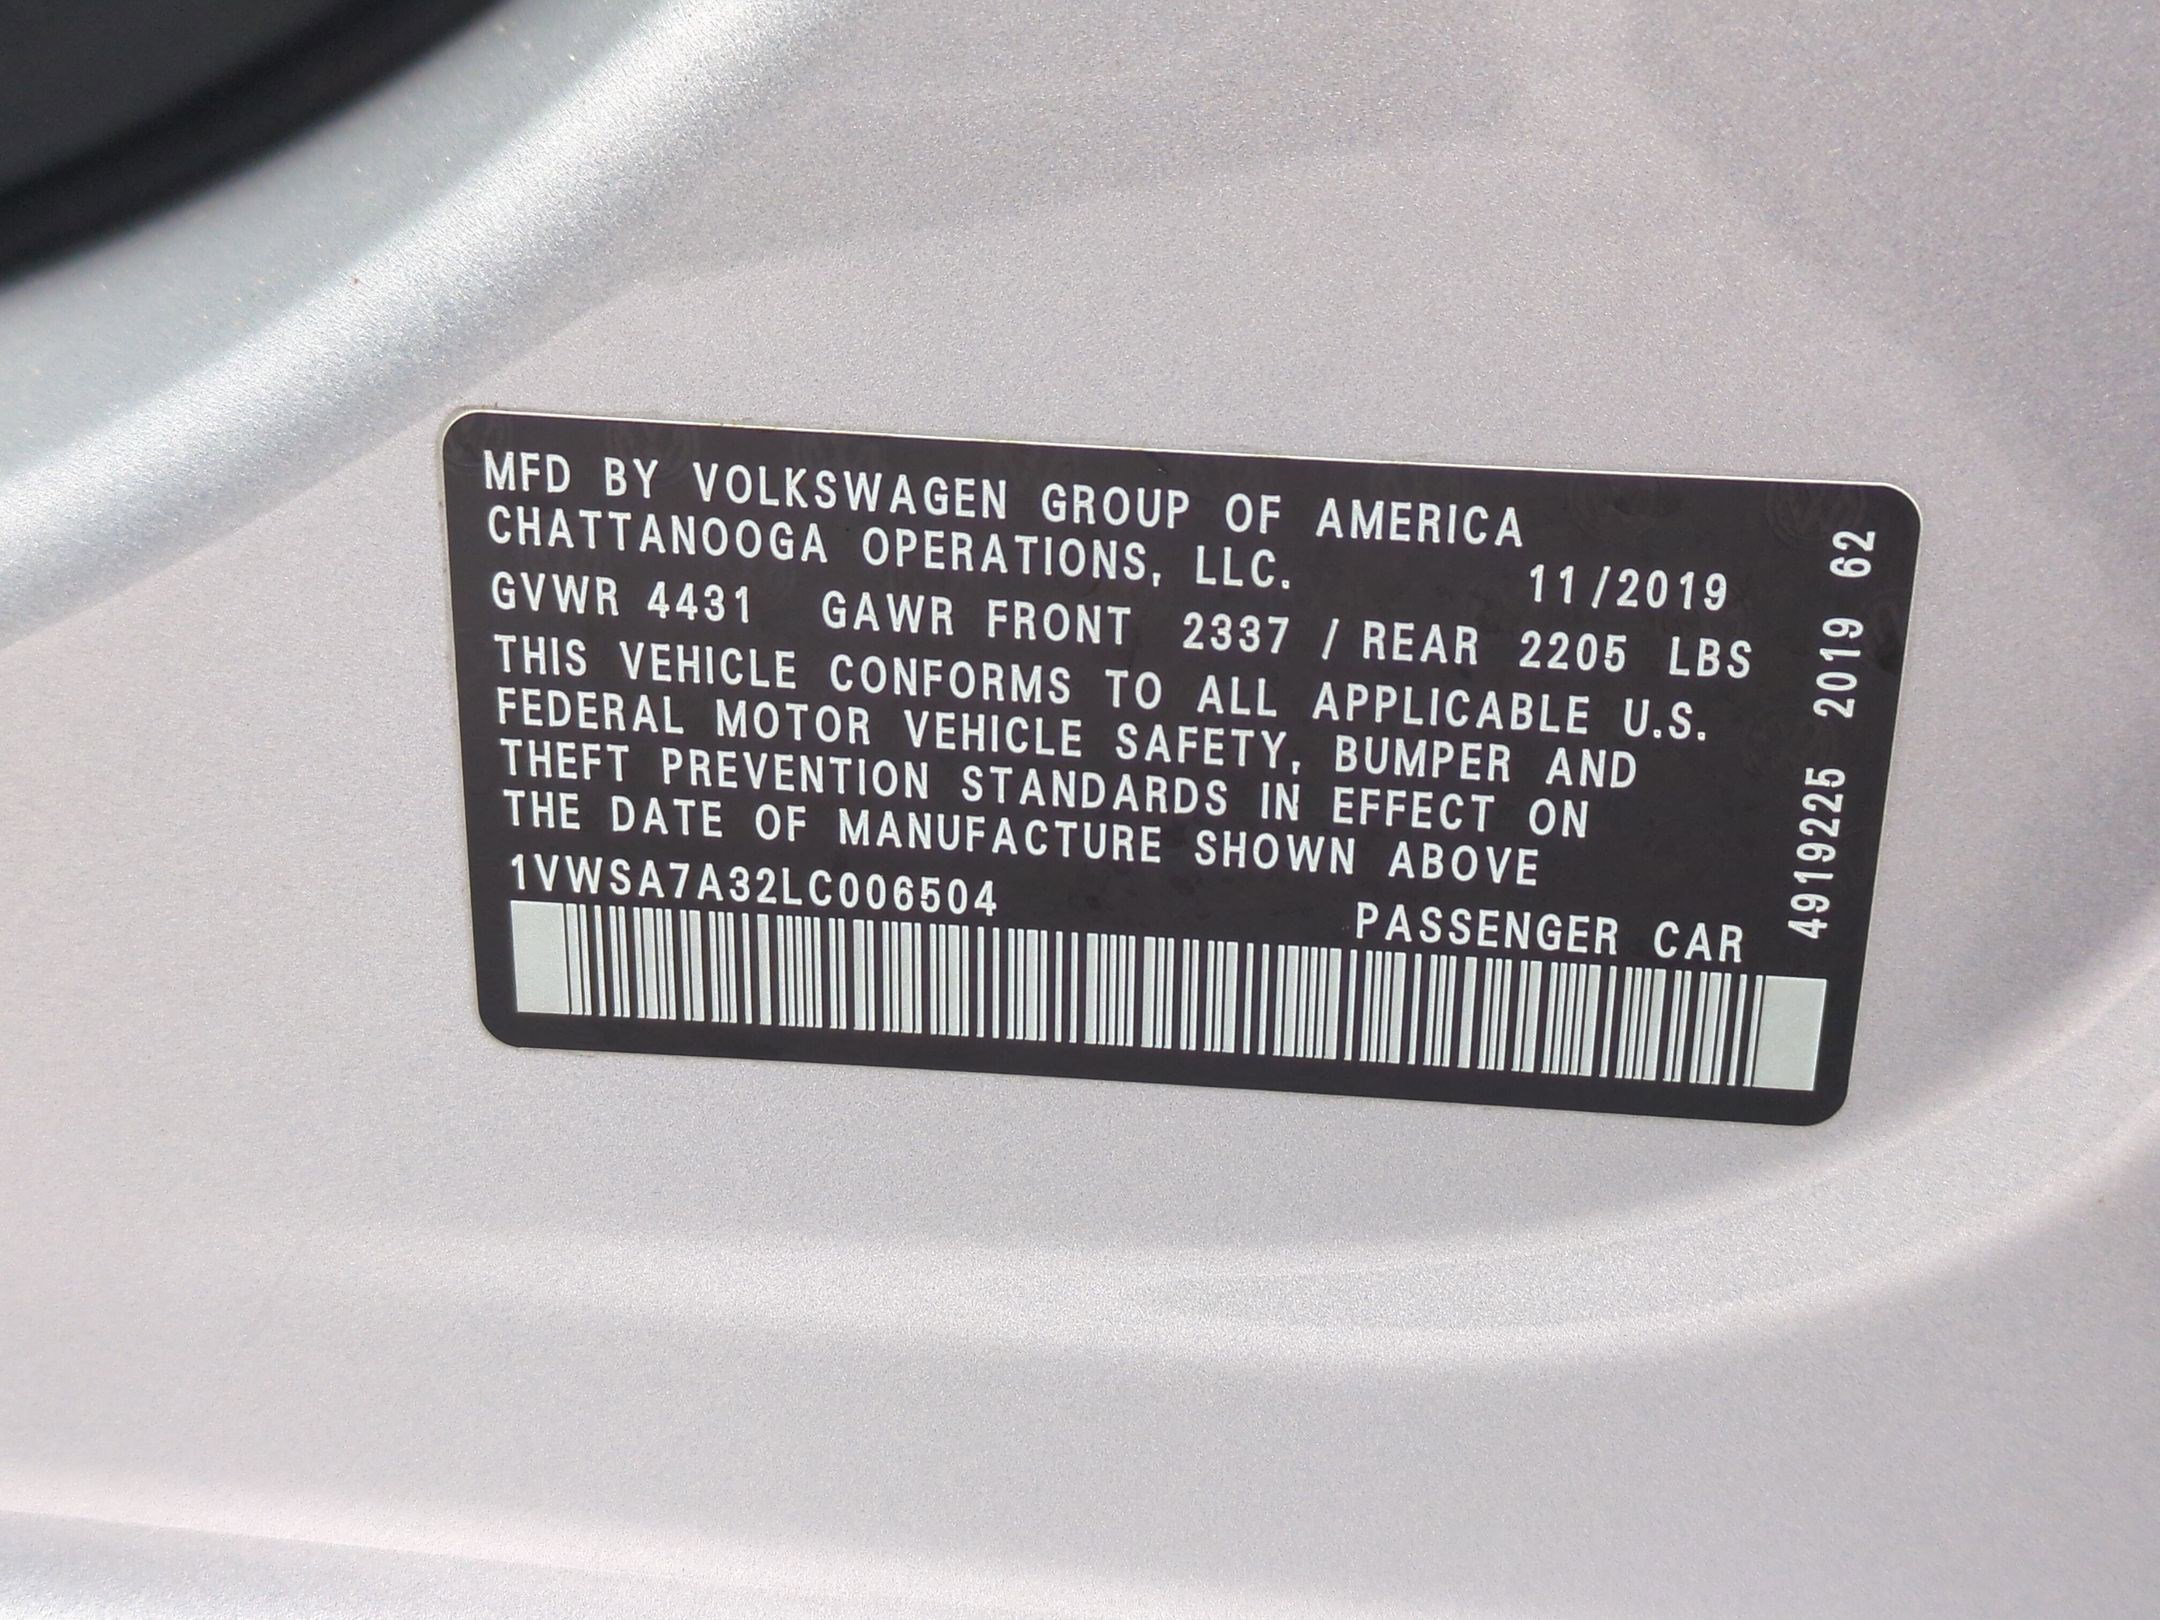 MFD BY VOLKSWAGEN GROUP OF AMERICA
CHATTANOOGA OPERATIONS, LLC. 11/2019
GVWR 4431 GAWR FRONT 2337 / REAR 2205 LBS
THIS VEHICLE CONFORMS TO ALL APPLICABLE U.S.
FEDERAL MOTOR VEHICLE SAFETY, BUMPER AND
THEFT PREVENTION STANDARDS IN EFFECT ON
THE DATE OF MANUFACTURE SHOWN ABOVE
1VWSA7A32LC006504 PASSENGER CAR
4919225 2019 62